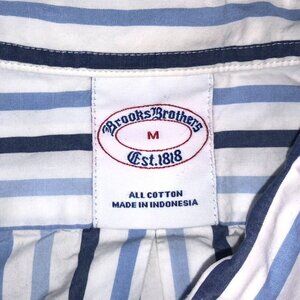 Brooks Brothers
M
Est. 1818
ALL COTTON
MADE IN INDONESIA